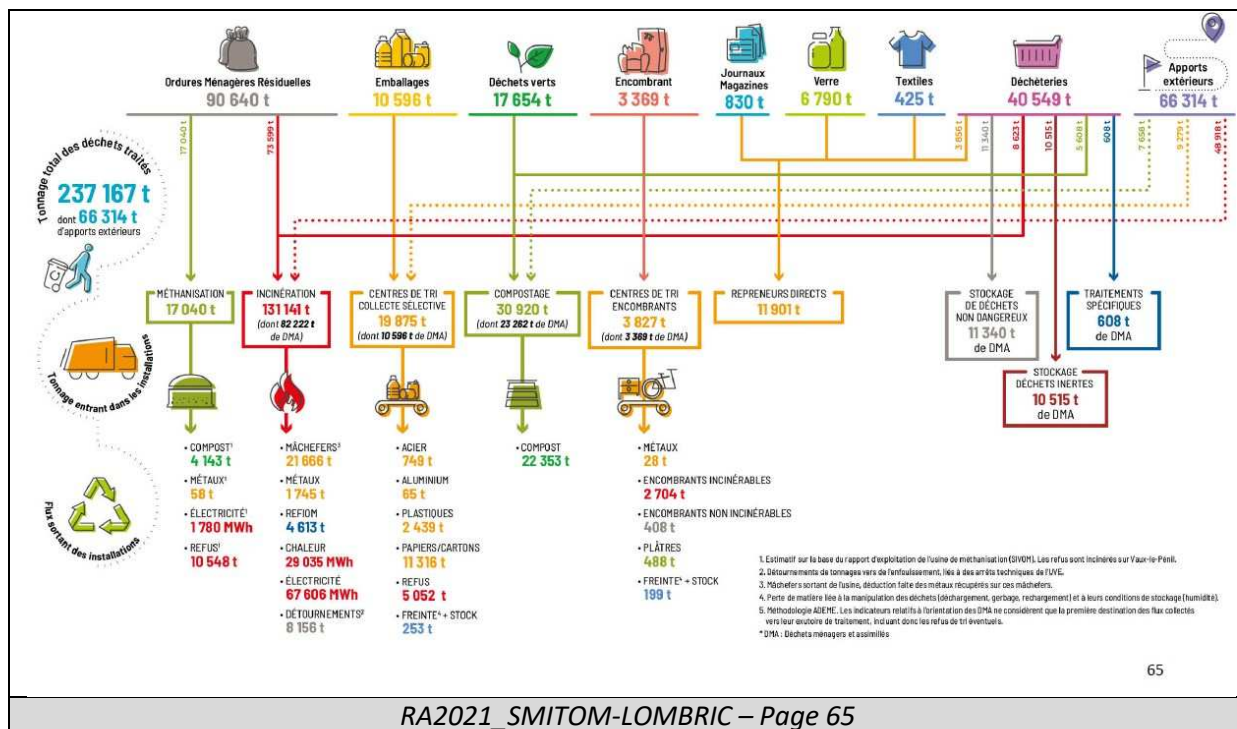 Ordures Ménagères Résiduelles
90 640 t
Emballages
10 596 t
Déchets verts
17 654 t
Encombrant
3 369 t
Journaux
Magazines
830 t
Verre
6 790 t
Textiles
425 t
Déchèteries
40 549 t
Apports
extérieurs
66 314 t
17 040 t
73 599 t
3 856 t
11 340 t
8 623 t
10 515 t
5 608 t
608 t
7 658 t
9 279 t
48 918 t
Tonnage total des déchets traités
237 167 t
dont 66 314 t
d'apports extérieurs
Tonnage entrant dans les installations
MÉTHANISATION
17 040 t
INCINÉRATION
131 141 t
(dont 82 222 t
de DMA)
CENTRES DE TRI
COLLECTE SÉLECTIVE
19 875 t
(dont 10 596 t de DMA)
COMPOSTAGE
30 920 t
(dont 23 262 t de DMA)
CENTRES DE TRI
ENCOMBRANTS
3 827 t
(dont 3 369 t de DMA)
REPRENEURS DIRECTS
11 901 t
STOCKAGE
DE DÉCHETS
NON DANGEREUX
11 340 t
de DMA
STOCKAGE
DÉCHETS INERTES
10 515 t
de DMA
TRAITEMENTS
SPÉCIFIQUES
608 t
de DMA
Flux sortant des installations
• COMPOST¹
4 143 t
• MÉTAUX¹
58 t
• ÉLECTRICITÉ¹
1 780 MWh
• REFUS¹
10 548 t
• MÂCHEFERS³
21 666 t
• MÉTAUX
1 745 t
• REFIOM
4 613 t
• CHALEUR
29 035 MWh
• ÉLECTRICITÉ
67 606 MWh
• DÉTOURNEMENTS²
8 156 t
• ACIER
749 t
• ALUMINIUM
65 t
• PLASTIQUES
2 439 t
• PAPIERS/CARTONS
11 316 t
• REFUS
5 052 t
• FREINTE⁴ + STOCK
253 t
• COMPOST
22 353 t
• MÉTAUX
28 t
• ENCOMBRANTS INCINÉRABLES
2 704 t
• ENCOMBRANTS NON INCINÉRABLES
408 t
• PLÂTRES
488 t
• FREINTE⁴ + STOCK
199 t
1. Estimatif sur la base du rapport d'exploitation de l'usine de méthanisation (SIVOM). Les refus sont incinérés sur Vaux-le-Pénil.
2. Détournements de tonnages vers de l'enfouissement, liés à des arrêts techniques de l'UVE.
3. Mâchefers sortant de l'usine, déduction faite des métaux récupérés sur ces mâchefers.
4. Perte de matière liée à la manipulation des déchets (déchargement, gerbage, rechargement) et à leurs conditions de stockage (humidité).
5. Méthodologie ADEME. Les indicateurs relatifs à l'orientation des DMA ne considèrent que la première destination des flux collectés
vers leur exutoire de traitement, incluant donc les refus de tri éventuels.
* DMA : Déchets ménagers et assimilés
65
RA2021_SMITOM-LOMBRIC – Page 65